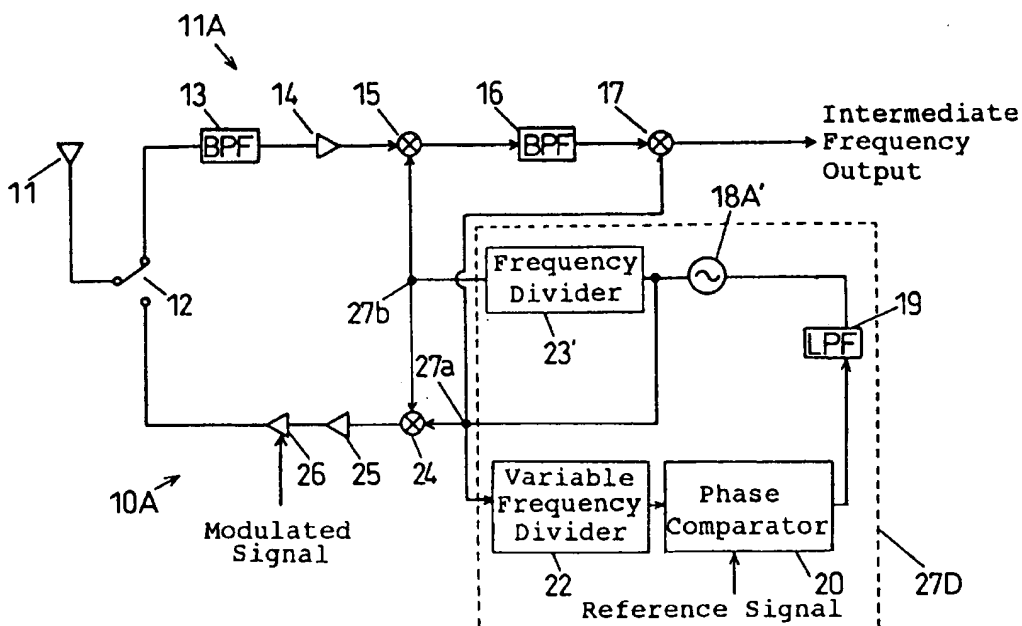 11A
13
14
15
16
17
BPF
BPF
Intermediate
Frequency
Output
11
12
18A'
Frequency
Divider
23'
27b
19
LPF
27a
26
25
24
10A
Modulated
Signal
Variable
Frequency
Divider
22
Phase
Comparator
20
27D
Reference Signal